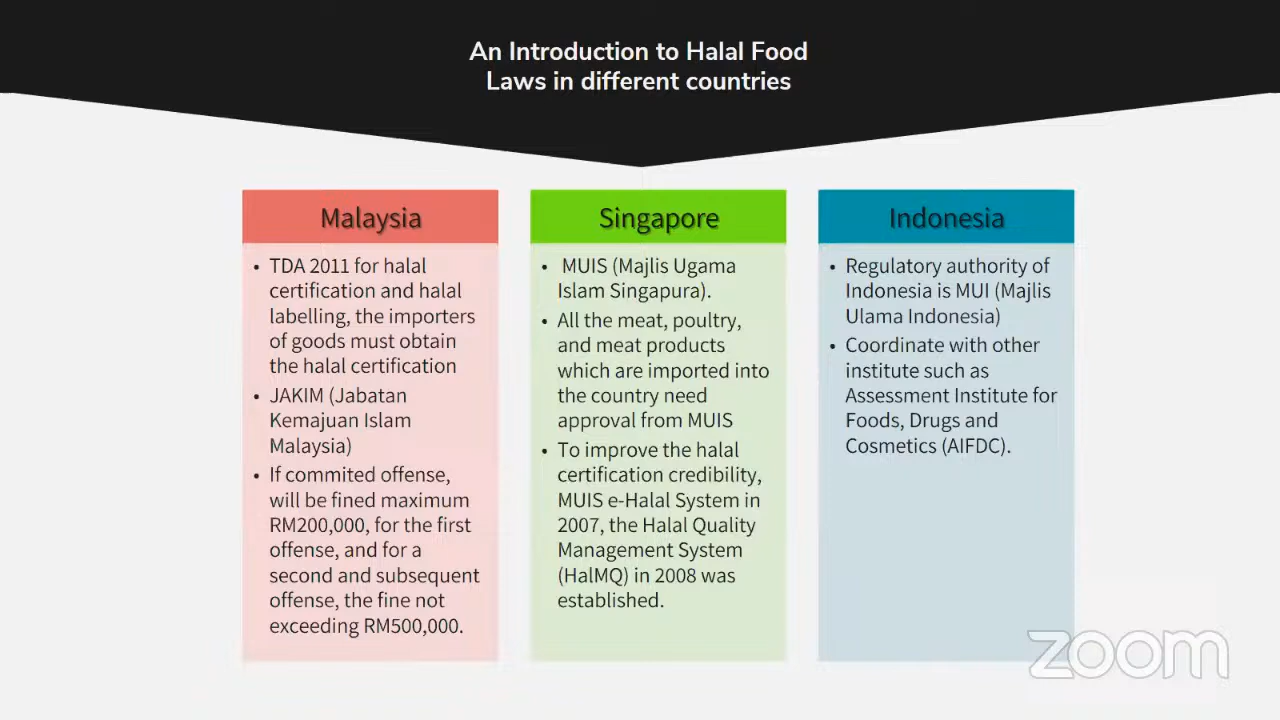 An Introduction to Halal Food
Laws in different countries
Malaysia
• TDA 2011 for halal
certification and halal
labelling, the importers
of goods must obtain
the halal certification
• JAKIM (Jabatan
Kemajuan Islam
Malaysia)
• If commited offense,
will be fined maximum
RM200,000, for the first
offense, and for a
second and subsequent
offense, the fine not
exceeding RM500,000.
Singapore
• MUIS (Majlis Ugama
Islam Singapura).
• All the meat, poultry,
and meat products
which are imported into
the country need
approval from MUIS
• To improve the halal
certification credibility,
MUIS e-Halal System in
2007, the Halal Quality
Management System
(HalMQ) in 2008 was
established.
Indonesia
• Regulatory authority of
Indonesia is MUI (Majlis
Ulama Indonesia)
• Coordinate with other
institute such as
Assessment Institute for
Foods, Drugs and
Cosmetics (AIFDC).
zoom